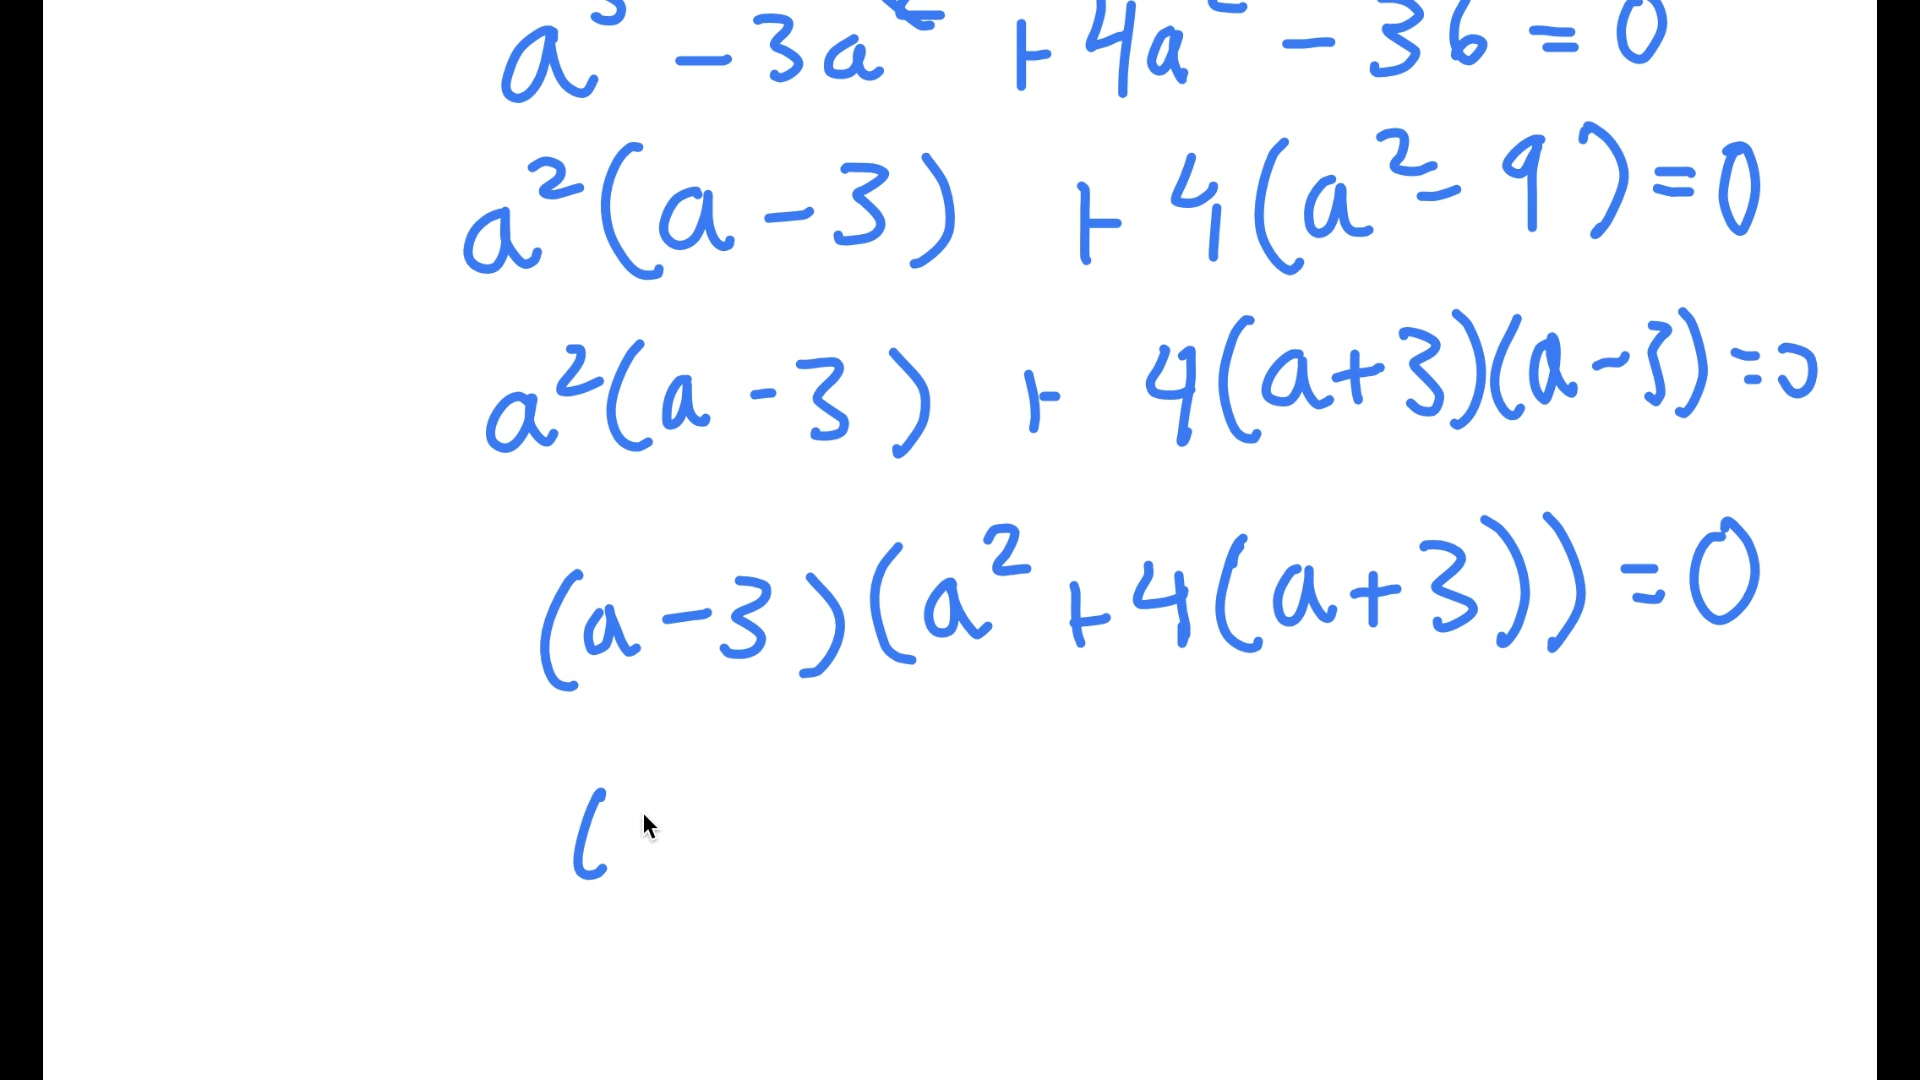 a³ - 3a² + 4a² - 36 = 0
a²(a - 3) + 4(a² - 9) = 0
a²(a - 3) + 4(a + 3)(a - 3) = 0
(a - 3)(a² + 4(a + 3)) = 0
(